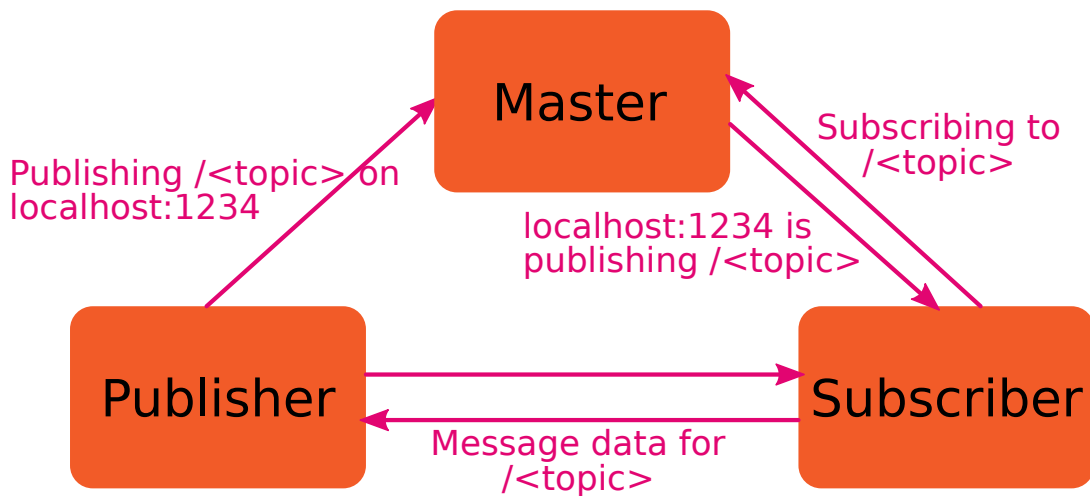 Master
Subscribing to
/<topic>
Publishing /<topic> on
localhost:1234
localhost:1234 is
publishing /<topic>
Publisher
Subscriber
Message data for
/<topic>